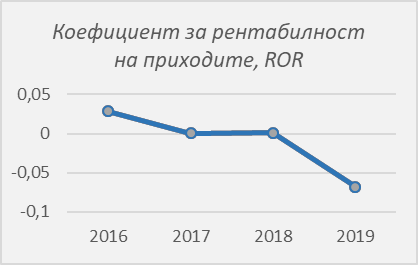 Коефициент за рентабилност
на приходите, ROR
0,05
0
-0,05
-0,1
2016 2017 2018 2019